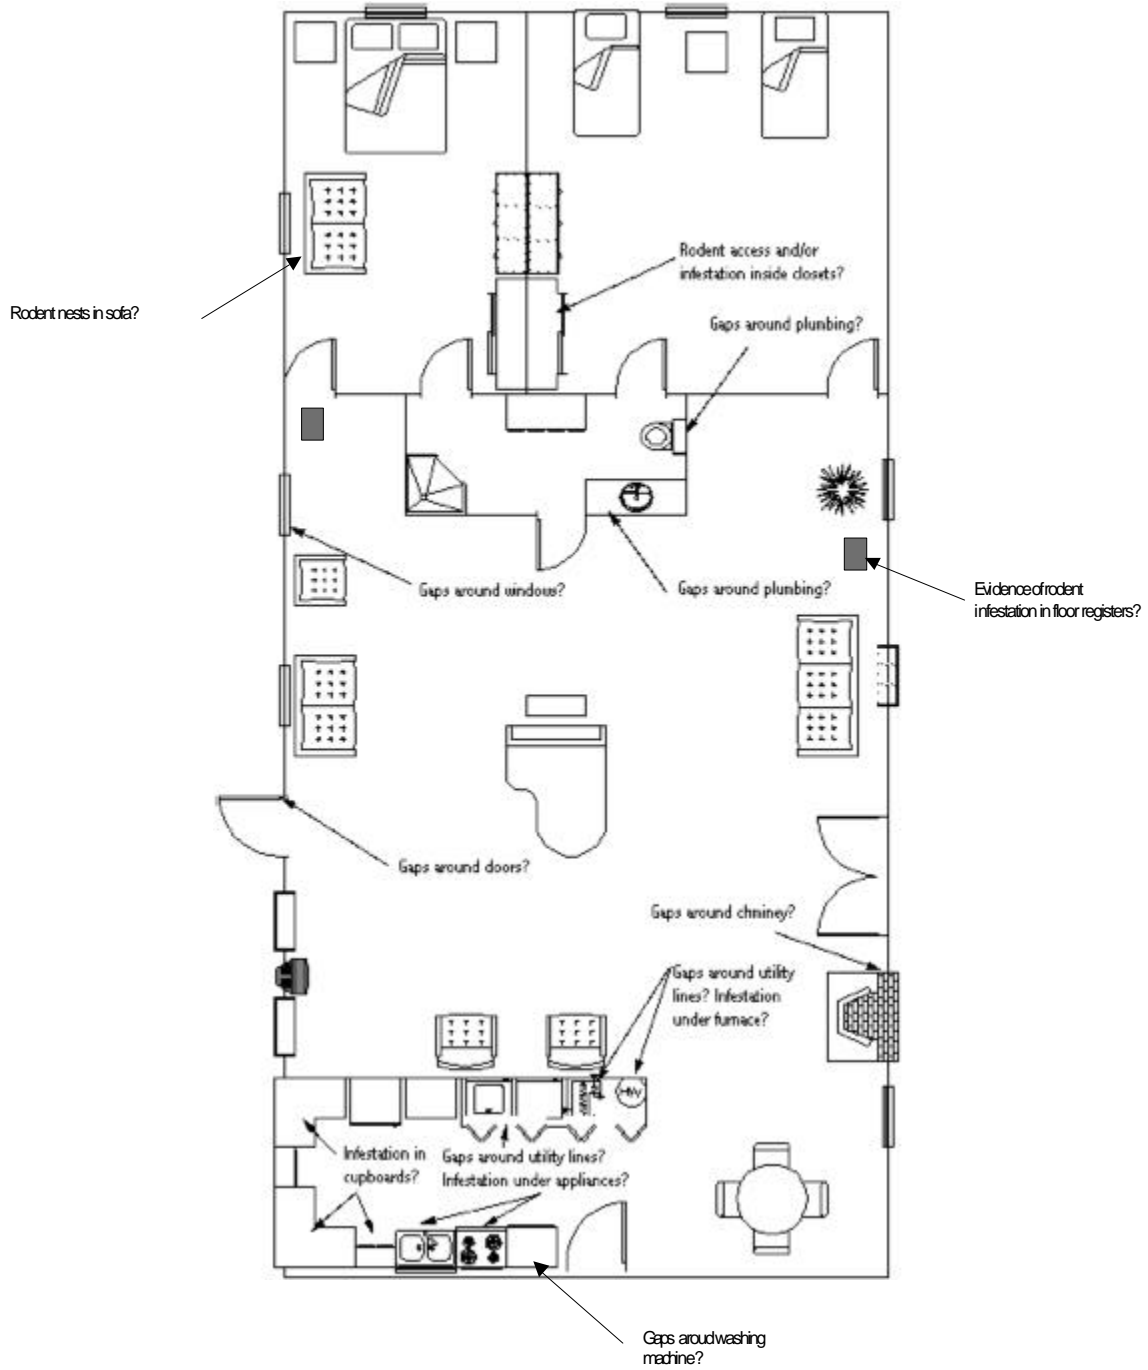 Rodent access and/or
infestation inside closets?
Rodent nests in sofa?
Gaps around plumbing?
Gaps around windows?
Gaps around plumbing?
Evidence of rodent
infestation in floor registers?
Gaps around doors?
Gaps around chminey?
Gaps around utility
lines? Infestation
under furnace?
HW
Infestation in
cupboards?
Gaps around utility lines?
Infestation under appliances?
Gaps aroud washing
machine?